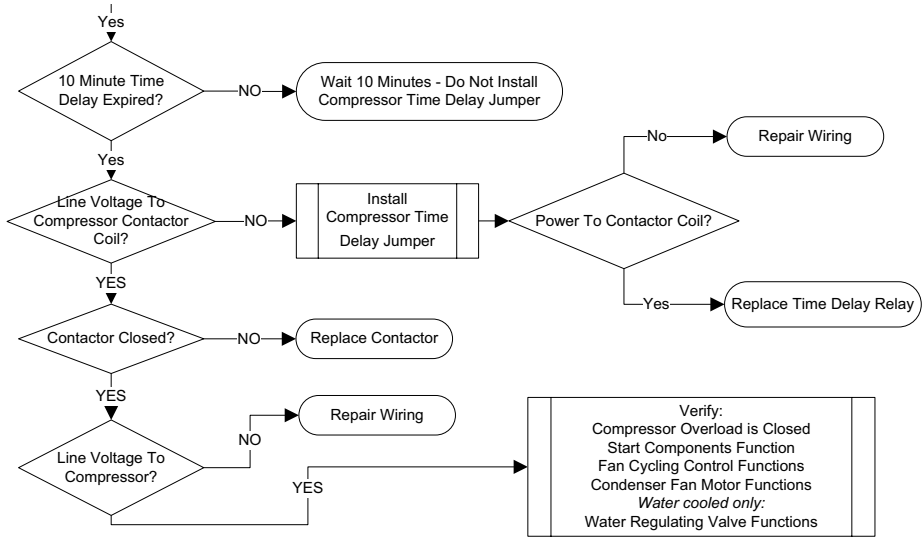 Yes
10 Minute Time
Delay Expired?
NO
Wait 10 Minutes - Do Not Install
Compressor Time Delay Jumper
Yes
No
Repair Wiring
Line Voltage To
Compressor Contactor
Coil?
NO
Install
Compressor Time
Delay Jumper
Power To Contactor Coil?
YES
Yes
Replace Time Delay Relay
Contactor Closed?
NO
Replace Contactor
YES
Repair Wiring
NO
Line Voltage To
Compressor?
YES
Verify:
Compressor Overload is Closed
Start Components Function
Fan Cycling Control Functions
Condenser Fan Motor Functions
Water cooled only:
Water Regulating Valve Functions